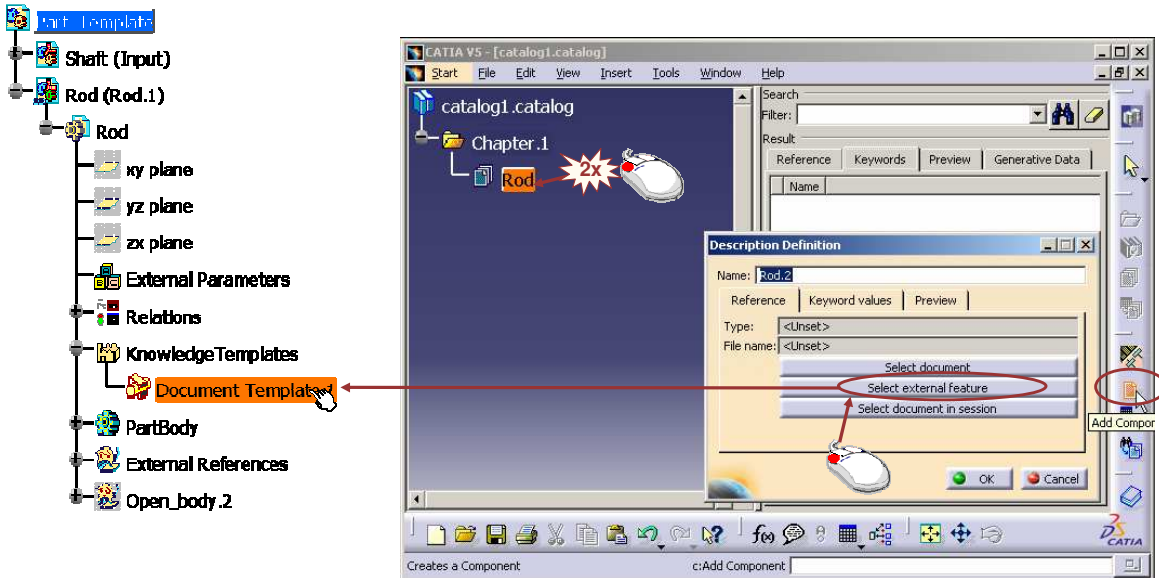 Part_Template
Shaft (Input)
Rod (Rod.1)
Rod
xy plane
yz plane
zx plane
External Parameters
Relations
KnowledgeTemplates
Document Template
PartBody
External References
Open_body.2
CATIA V5 - [catalog1.catalog]
Start File Edit View Insert Tools Window Help
catalog1.catalog
Chapter.1
Rod
2x
Search
Filter:
Result
Reference Keywords Preview Generative Data
Name
Description Definition
Name: Rod.2
Reference Keyword values Preview
Type: <Unset>
File name: <Unset>
Select document
Select external feature
Select document in session
OK Cancel
Add Compor
f(x)
CATIA
Creates a Component c:Add Component